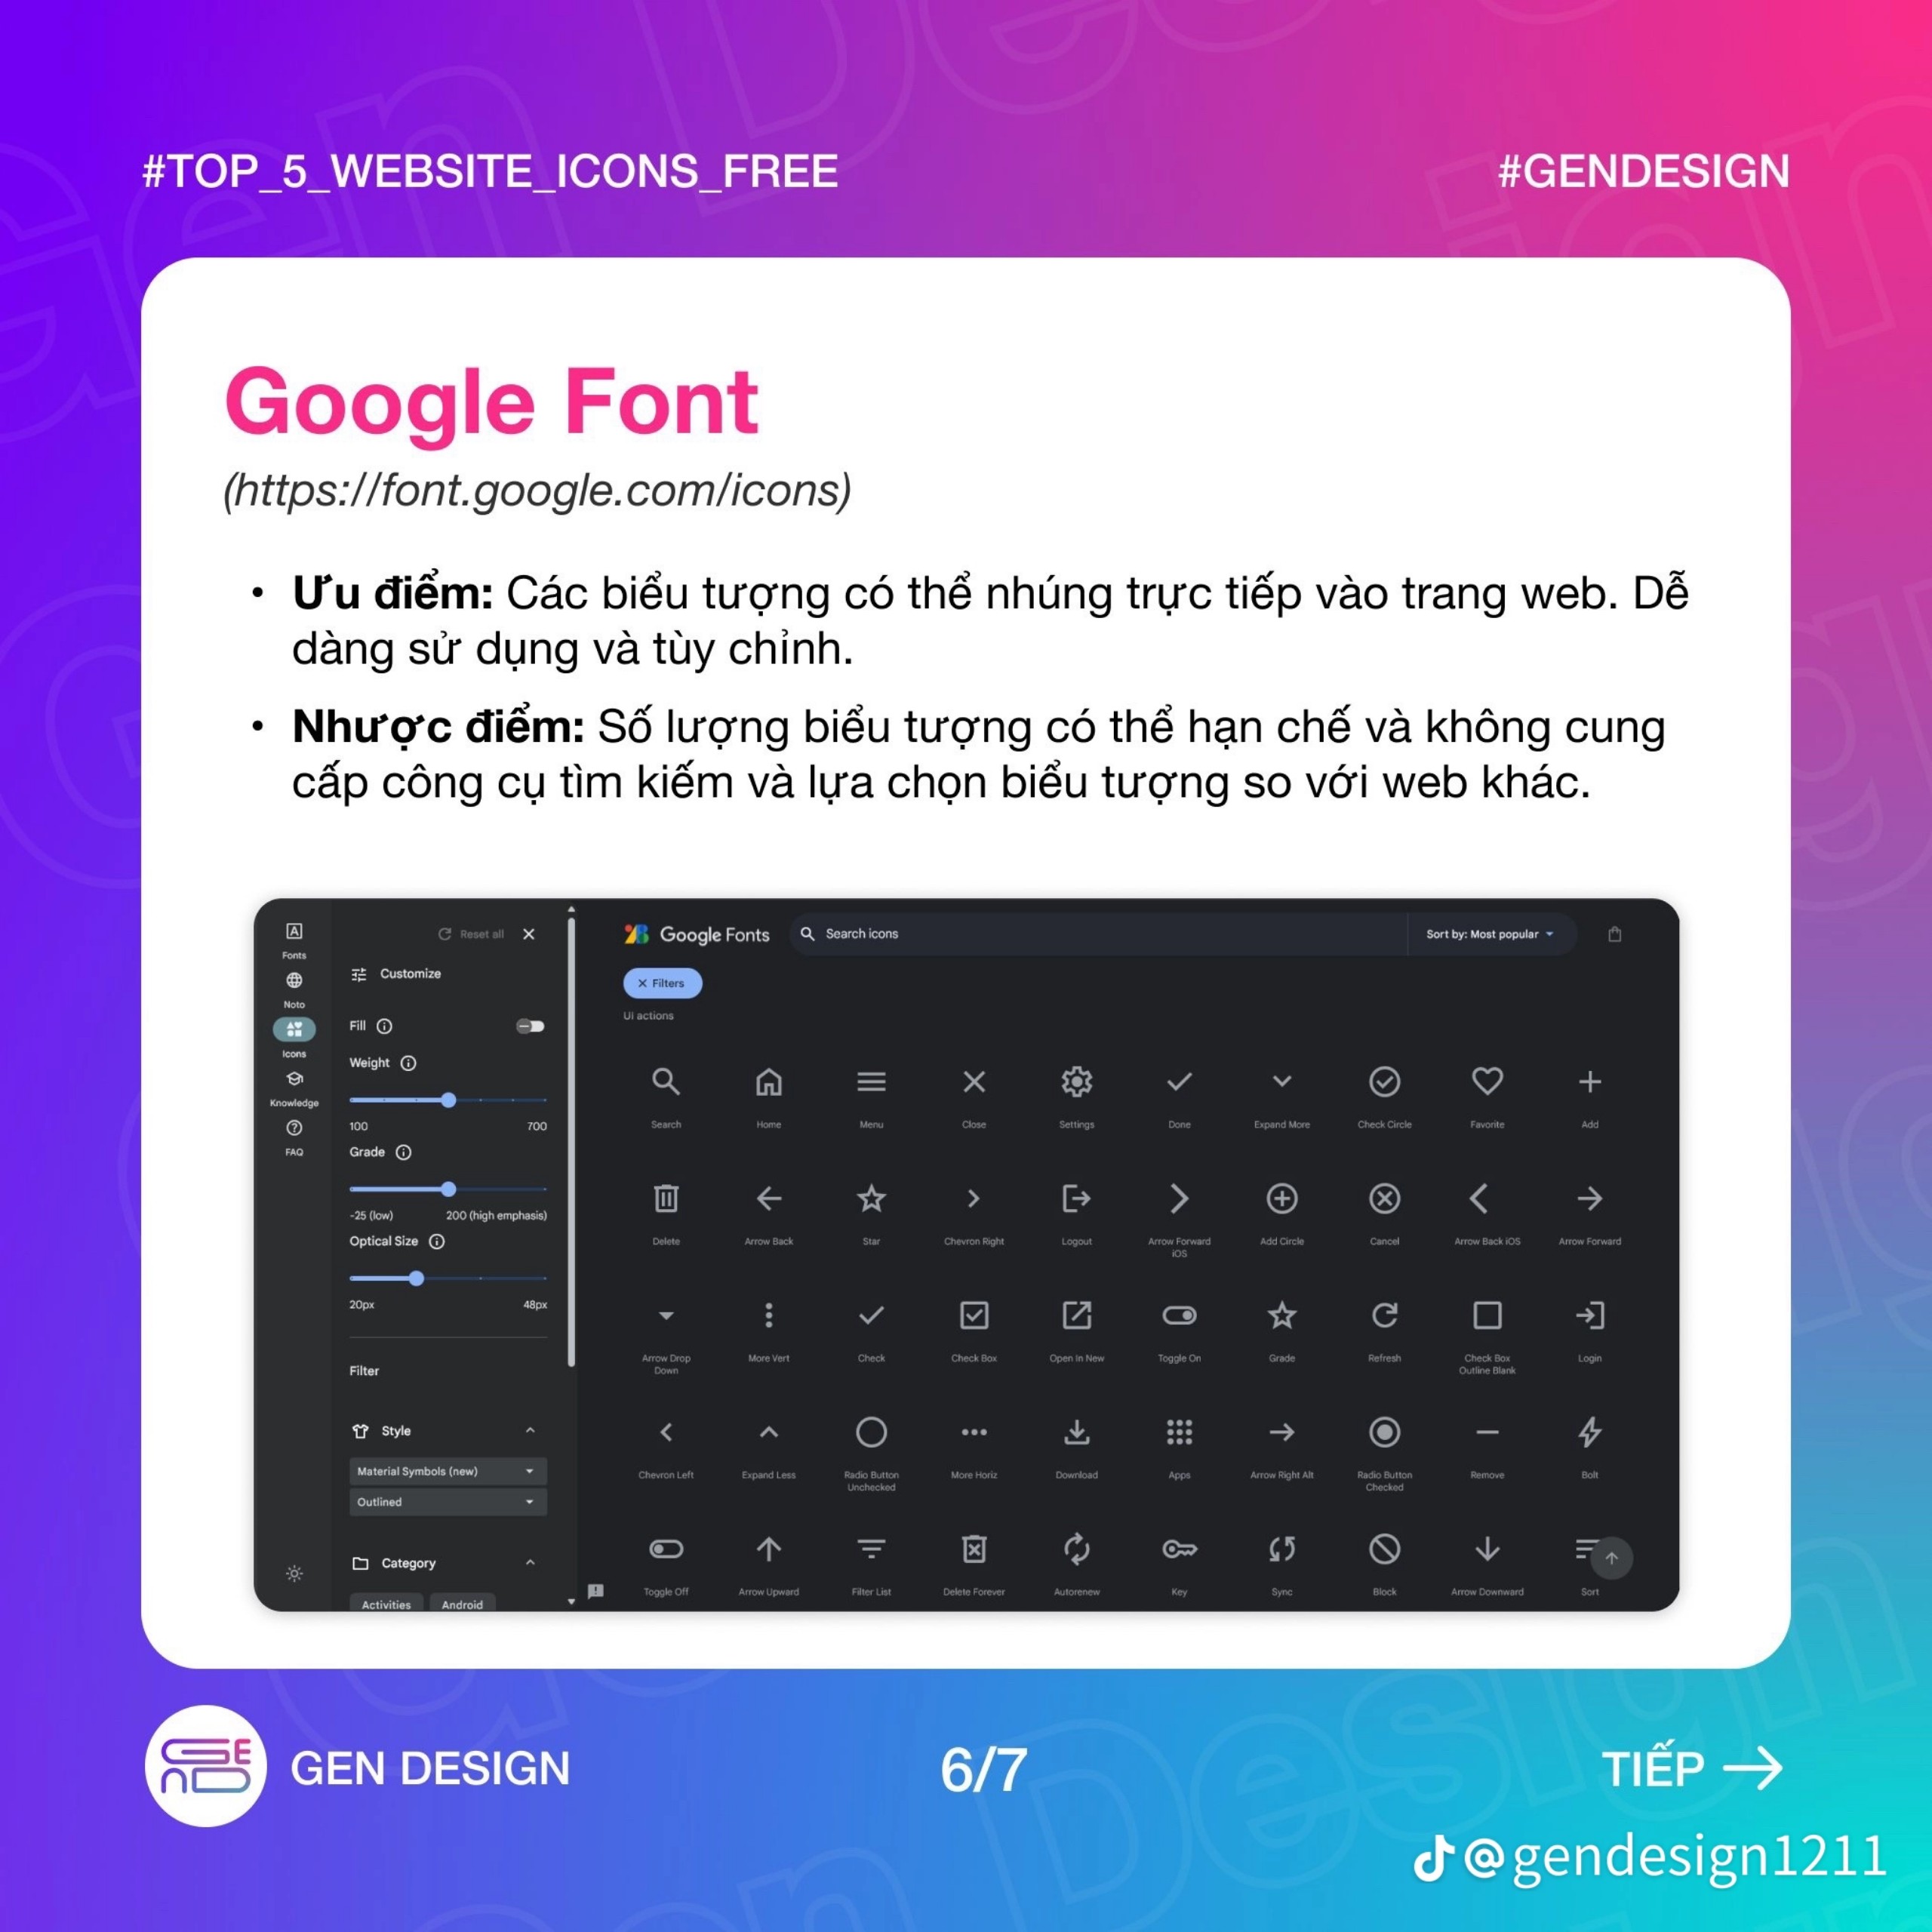 #TOP_5_WEBSITE_ICONS_FREE
#GENDESIGN
Google Font
(https://font.google.com/icons)
• Ưu điểm: Các biểu tượng có thể nhúng trực tiếp vào trang web. Dễ
dàng sử dụng và tùy chỉnh.
• Nhược điểm: Số lượng biểu tượng có thể hạn chế và không cung
cấp công cụ tìm kiếm và lựa chọn biểu tượng so với web khác.
Fonts
Noto
Icons
Knowledge
FAQ
Reset all
Customize
Fill
Weight
100 700
Grade
-25 (low) 200 (high emphasis)
Optical Size
20px 48px
Filter
Style
Material Symbols (new)
Outlined
Category
Activities Android
Google Fonts
Search icons
Sort by: Most popular
Filters
Ui actions
Search Home Menu Close Settings Done Expand More Check Circle Favorite Add
Delete Arrow Back Star Chevron Right Logout Arrow Forward iOS Add Circle Cancel Arrow Back iOS Arrow Forward
Arrow Drop Down More Vert Check Check Box Open In New Toggle On Grade Refresh Check Box Outline Blank Login
Chevron Left Expand Less Radio Button Unchecked More Horiz Download Apps Arrow Right Alt Radio Button Checked Remove Bolt
Toggle Off Arrow Upward Filter List Delete Forever Autorenew Key Sync Block Arrow Downward Sort
GEN DESIGN
6/7
TIẾP →
@gendesign1211